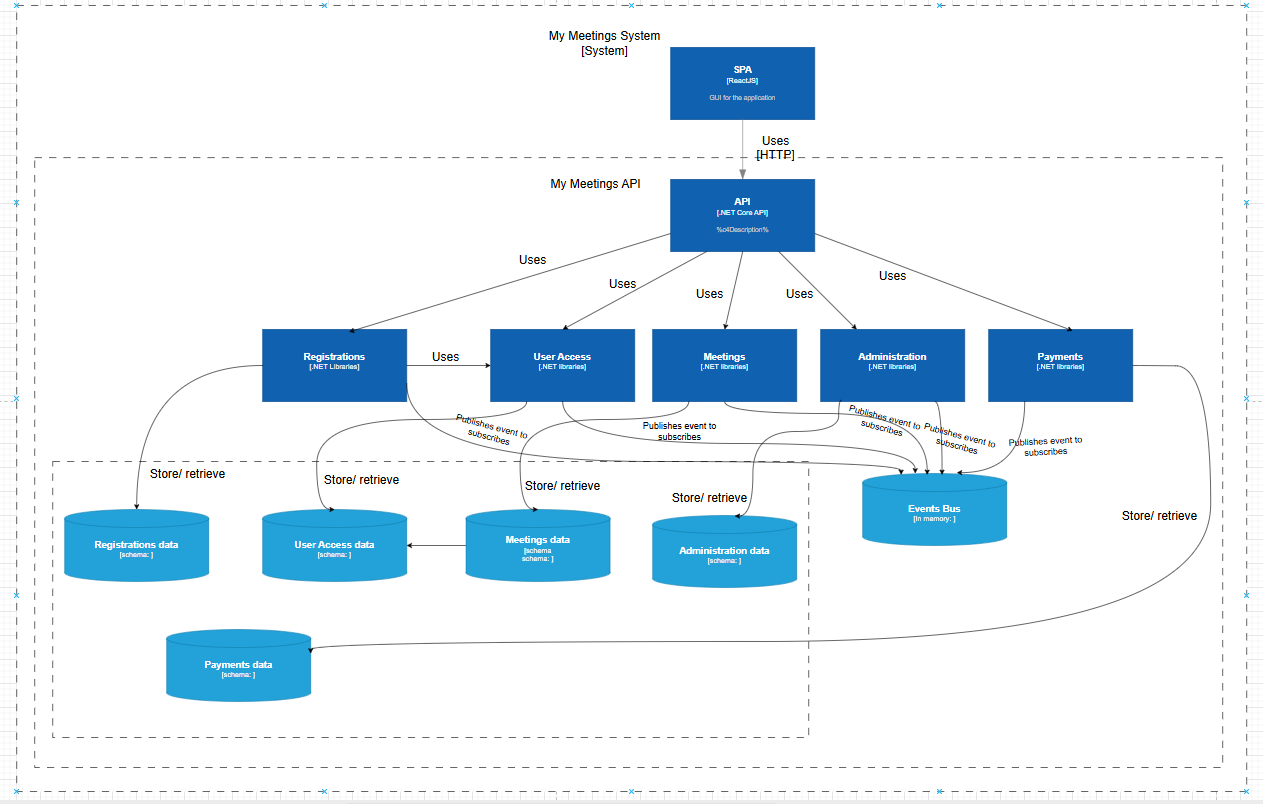 My Meetings System
[System]
SPA
[ReactJS]
GUI for the application
Uses
[HTTP]
My Meetings API
API
[.NET Core API]
%c4Description%
Uses
Uses
Uses
Uses
Uses
Registrations
[.NET Libraries]
Uses
User Access
[.NET libraries]
Meetings
[.NET libraries]
Administration
[.NET libraries]
Payments
[.NET libraries]
Publishes event to
subscribes
Publishes event to
subscribes
Publishes event to
subscribes
Publishes event to
subscribes
Publishes event to
subscribes
Store/ retrieve
Store/ retrieve
Store/ retrieve
Store/ retrieve
Store/ retrieve
Registrations data
[schema: ]
User Access data
[schema: ]
Meetings data
[schema
schema: ]
Administration data
[schema: ]
Events Bus
[in memory: ]
Payments data
[schema: ]